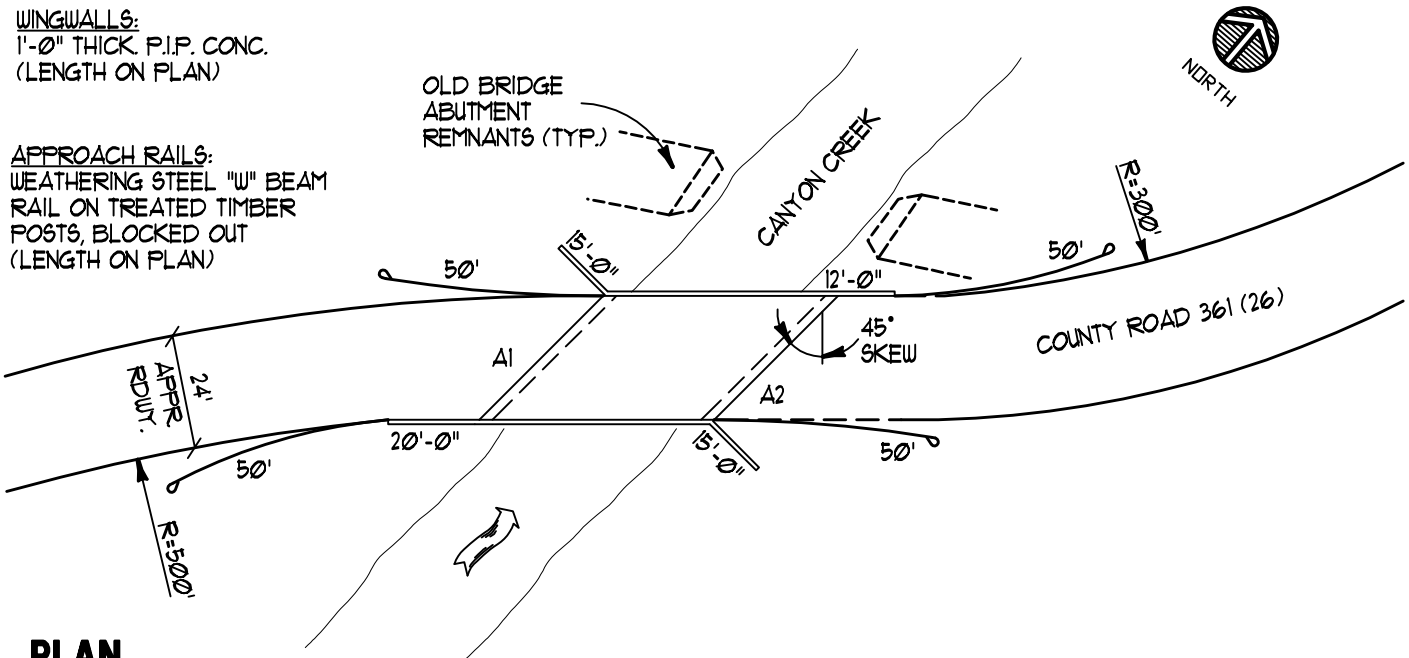 WINGWALLS:
1'-0" THICK. P.I.P. CONC.
(LENGTH ON PLAN)
APPROACH RAILS:
WEATHERING STEEL "W" BEAM
RAIL ON TREATED TIMBER
POSTS, BLOCKED OUT
(LENGTH ON PLAN)
OLD BRIDGE
ABUTMENT
REMNANTS (TYP.)
CANYON CREEK
NORTH
R=300'
50'
15'-0"
12'-0"
50'
45°
SKEW
COUNTY ROAD 361 (26)
A1
A2
24'
APPR.
RDWY.
20'-0"
15'-0"
50'
50'
R=500'
PLAN